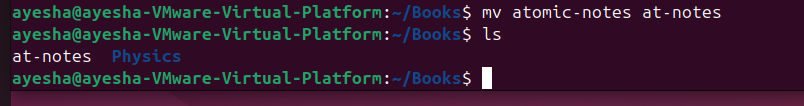 ayesha@ayesha-VMware-Virtual-Platform:~/Books$ mv atomic-notes at-notes
ayesha@ayesha-VMware-Virtual-Platform:~/Books$ ls
at-notes  Physics
ayesha@ayesha-VMware-Virtual-Platform:~/Books$